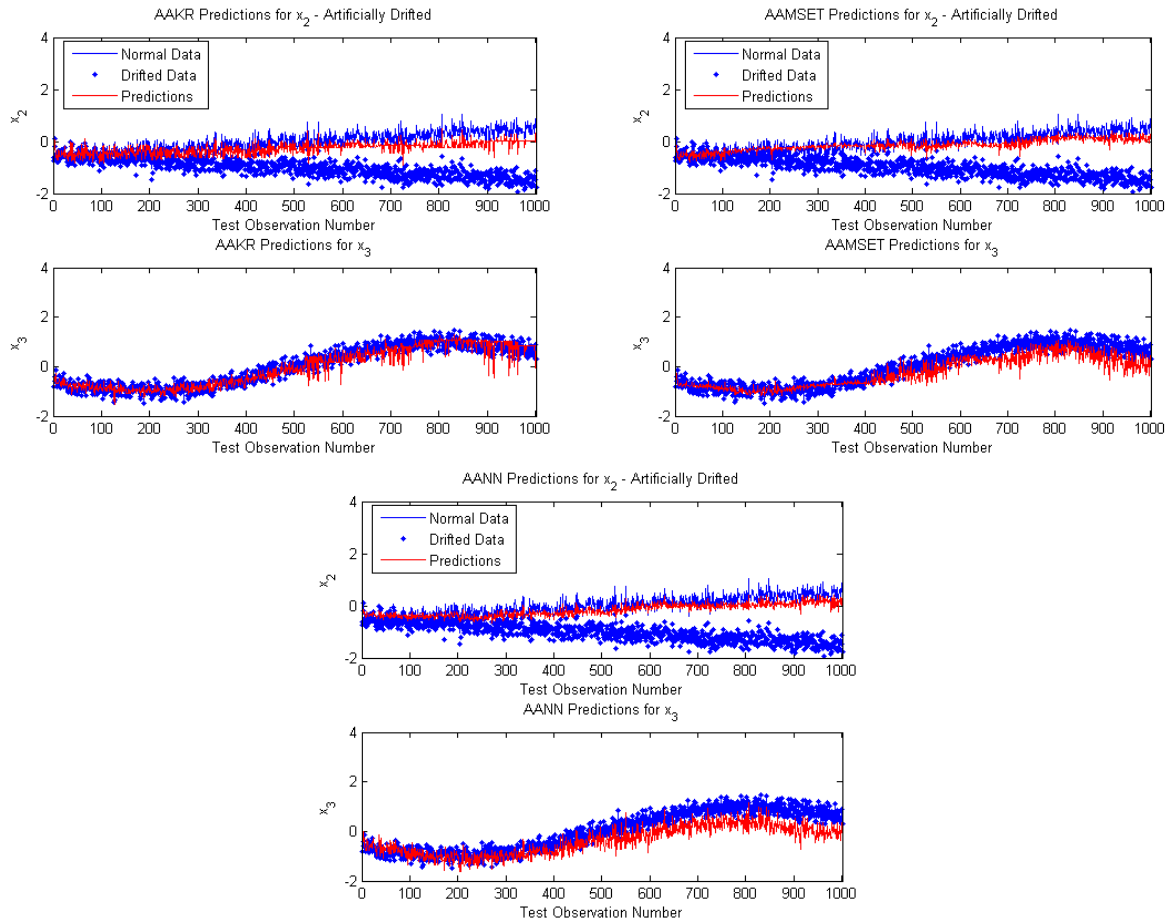 AAKR Predictions for x2 - Artificially Drifted
4
2
0
-2
x2
Normal Data
Drifted Data
Predictions
0 100 200 300 400 500 600 700 800 900 1000
Test Observation Number
AAKR Predictions for x3
4
2
0
-2
x3
0 100 200 300 400 500 600 700 800 900 1000
Test Observation Number
AAMSET Predictions for x2 - Artificially Drifted
4
2
0
-2
x2
Normal Data
Drifted Data
Predictions
0 100 200 300 400 500 600 700 800 900 1000
Test Observation Number
AAMSET Predictions for x3
4
2
0
-2
x3
0 100 200 300 400 500 600 700 800 900 1000
Test Observation Number
AANN Predictions for x2 - Artificially Drifted
4
2
0
-2
x2
Normal Data
Drifted Data
Predictions
0 100 200 300 400 500 600 700 800 900 1000
Test Observation Number
AANN Predictions for x3
4
2
0
-2
x3
0 100 200 300 400 500 600 700 800 900 1000
Test Observation Number